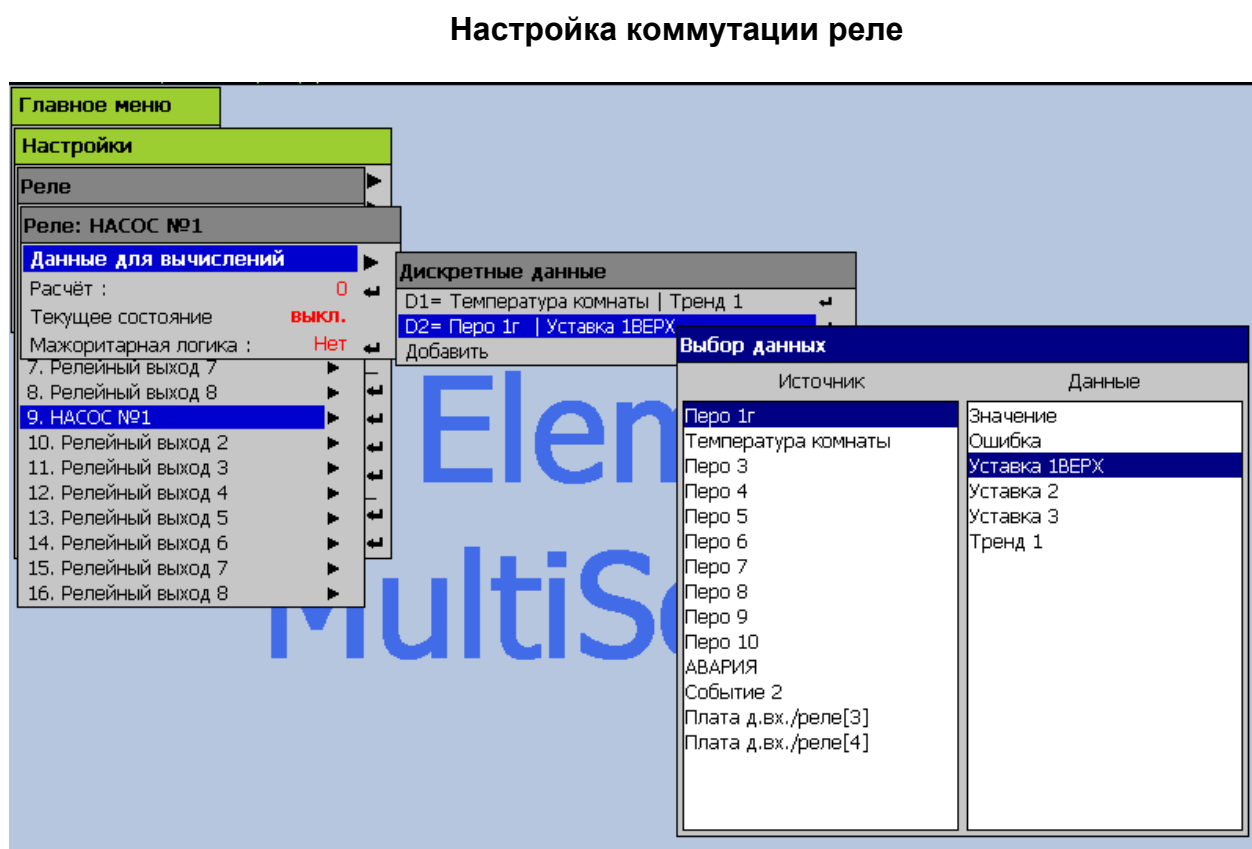 Настройка коммутации реле
Главное меню
Настройки
Реле
Реле: НАСОС №1
Данные для вычислений
Расчёт : 0
Текущее состояние выкл.
Мажоритарная логика : Нет
7. Релейный выход 7
8. Релейный выход 8
9. НАСОС №1
10. Релейный выход 2
11. Релейный выход 3
12. Релейный выход 4
13. Релейный выход 5
14. Релейный выход 6
15. Релейный выход 7
16. Релейный выход 8
Дискретные данные
D1= Температура комнаты | Тренд 1
D2= Перо 1г | Уставка 1ВЕРХ
Добавить
Выбор данных
Источник
Перо 1г
Температура комнаты
Перо 3
Перо 4
Перо 5
Перо 6
Перо 7
Перо 8
Перо 9
Перо 10
АВАРИЯ
Событие 2
Плата д.вх./реле[3]
Плата д.вх./реле[4]
Данные
Значение
Ошибка
Уставка 1ВЕРХ
Уставка 2
Уставка 3
Тренд 1
Elem
MultiS